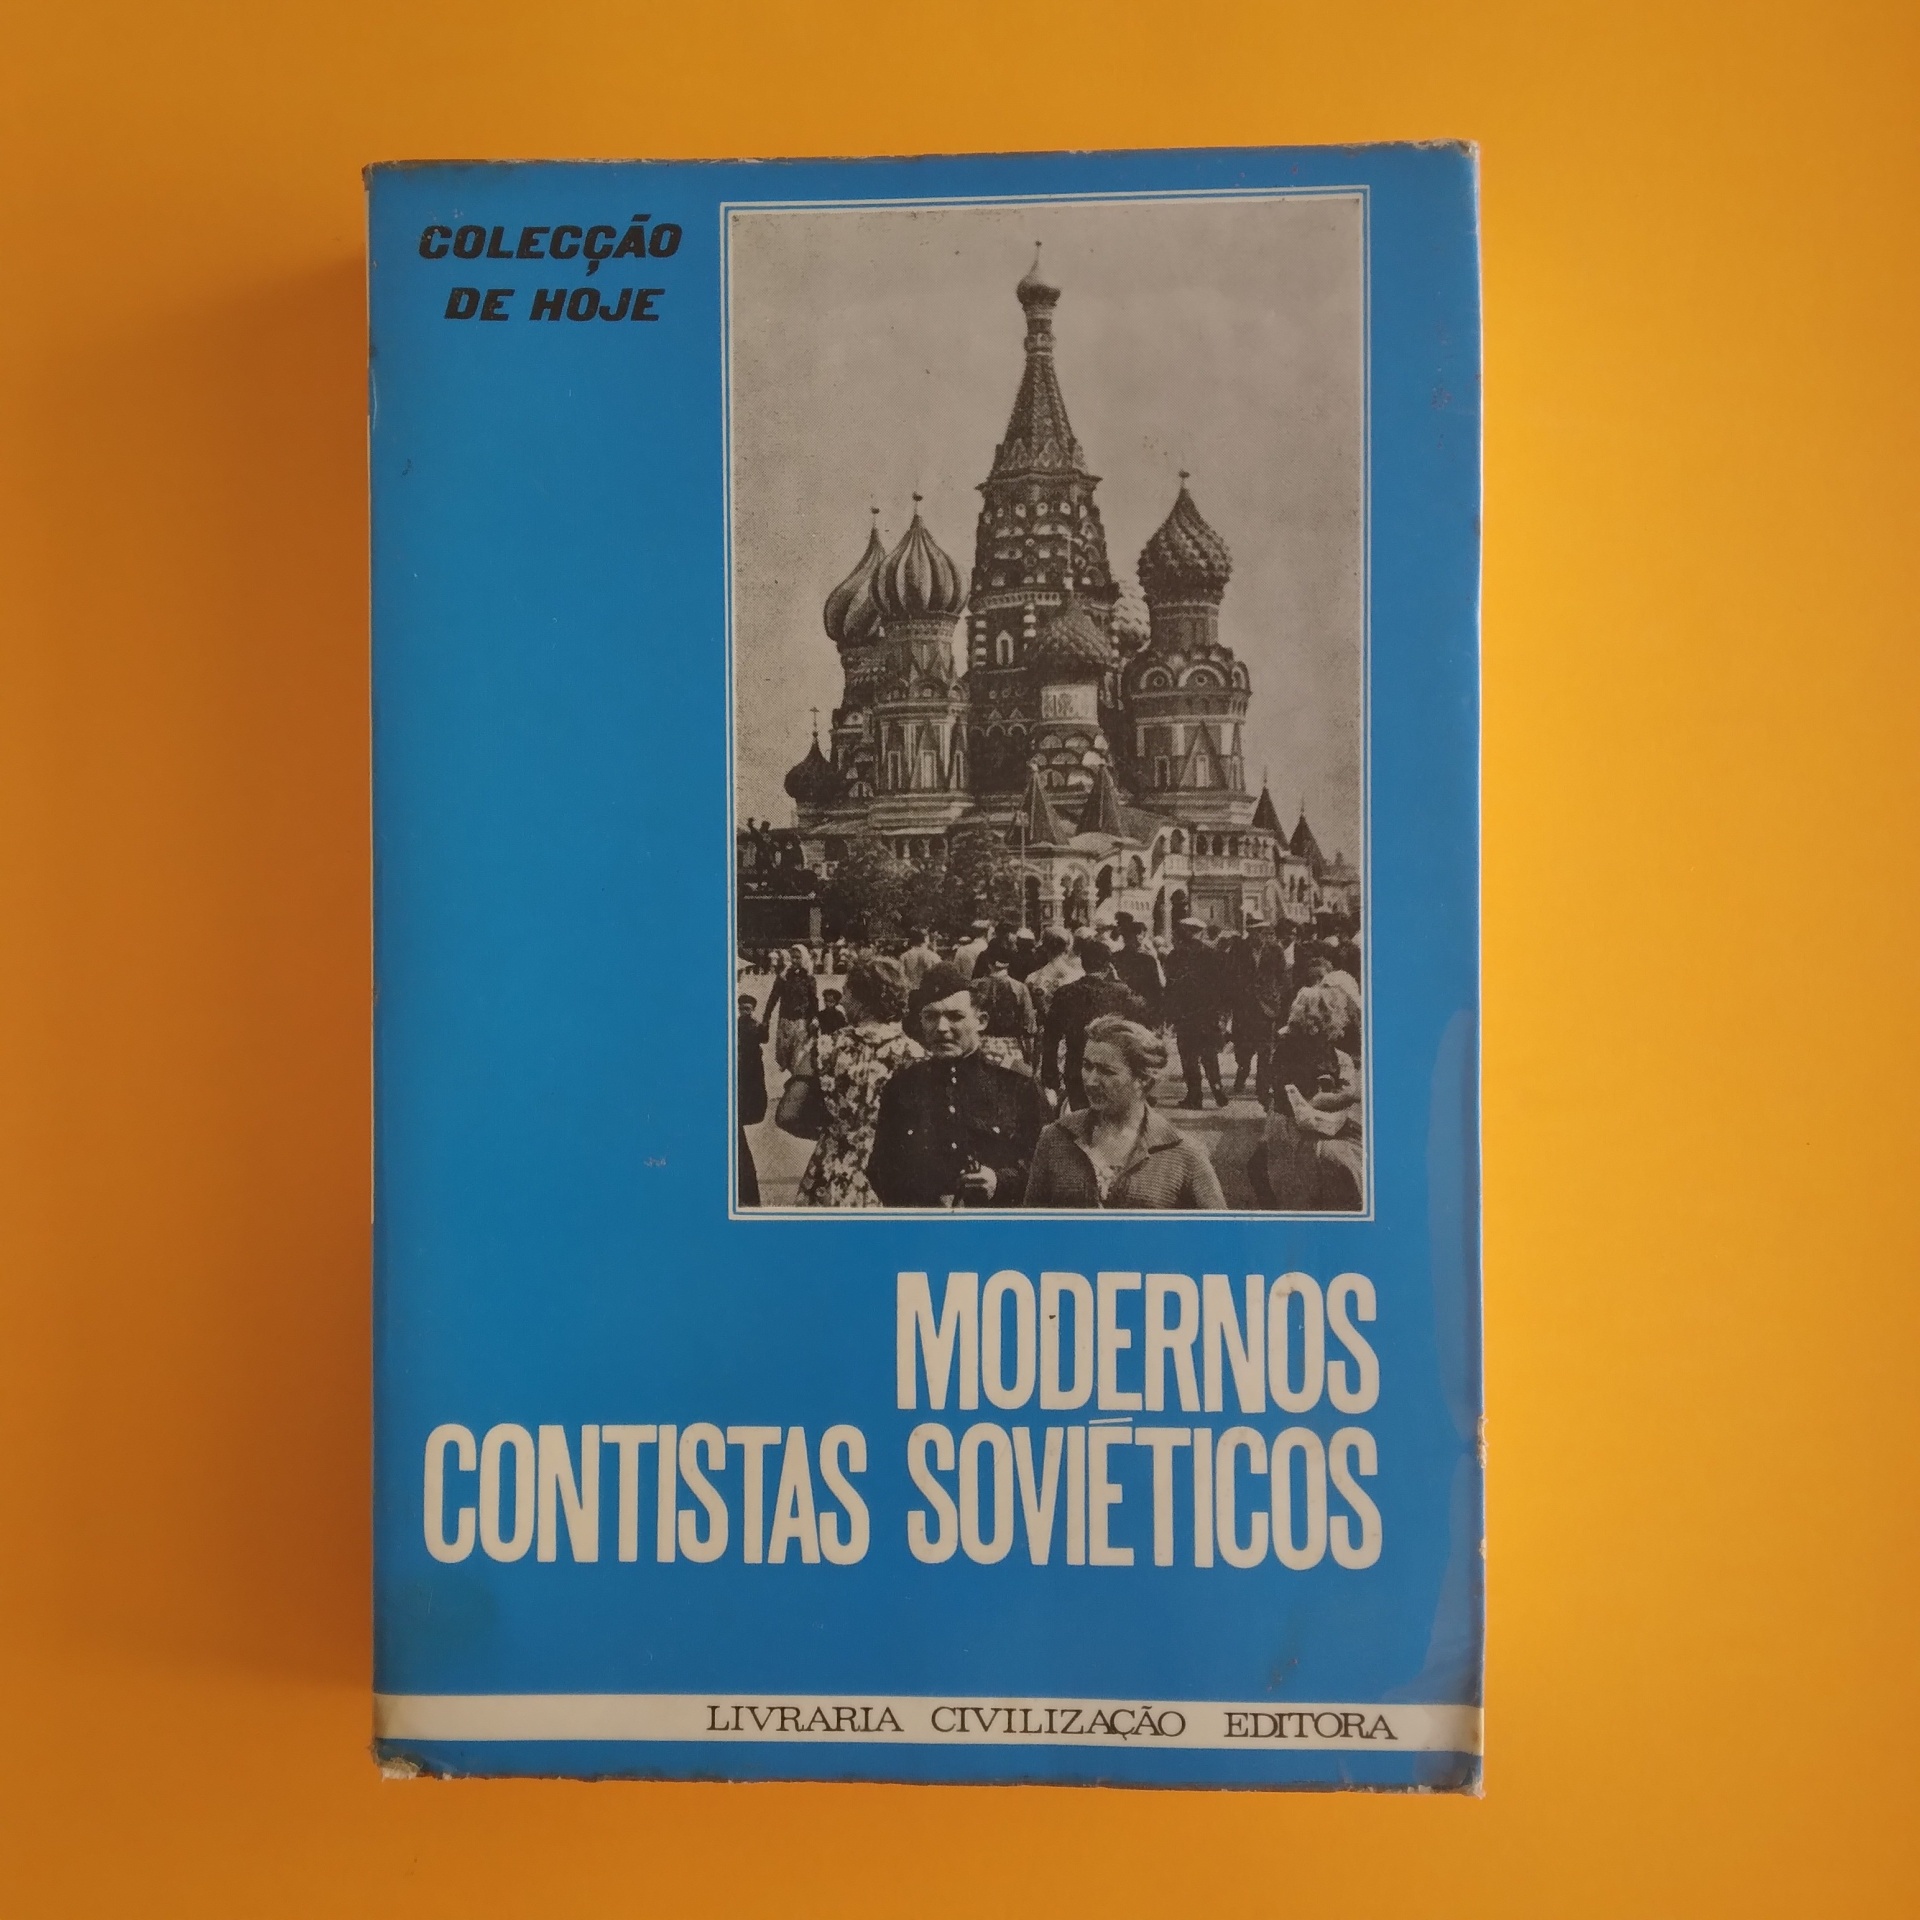 COLECÇÃO
DE HOJE
MODERNOS
CONTISTAS SOVIÉTICOS
LIVRARIA CIVILIZAÇÃO EDITORA